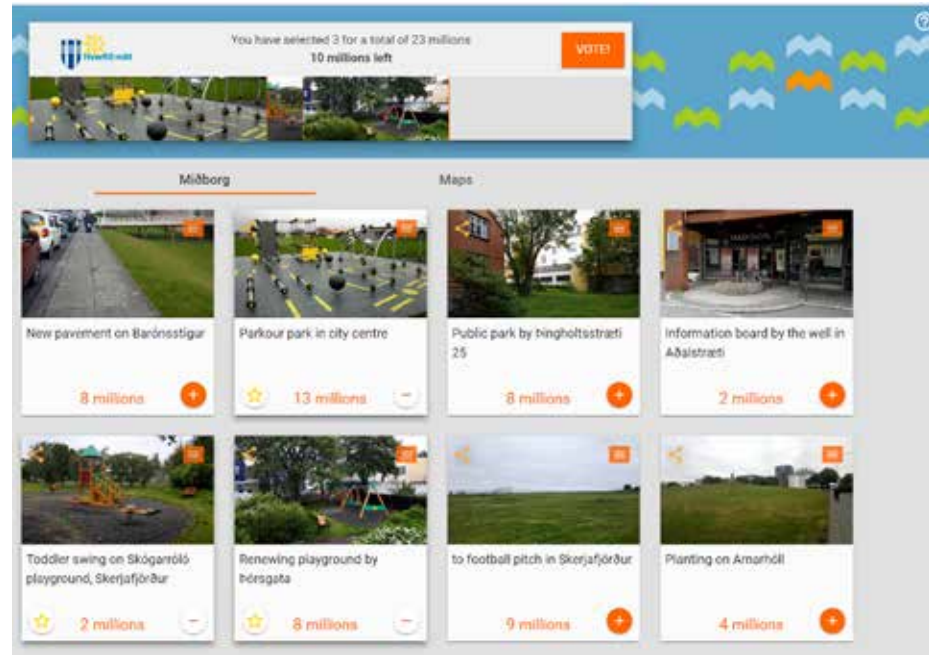 You have selected 3 for a total of 23 millions
10 millions left
VOTE!
Hverfið mitt
Miðborg
Maps
New pavement on Barónsstígur
8 millions
Parkour park in city centre
13 millions
Public park by Þingholtsstræti
25
8 millions
Information board by the well in
Aðalstræti
2 millions
Toddler swing on Skógarróló
playground, Skerjafjörður
2 millions
Renewing playground by
Þórsgata
8 millions
to football pitch in Skerjafjörður
9 millions
Planting on Arnarhóll
4 millions